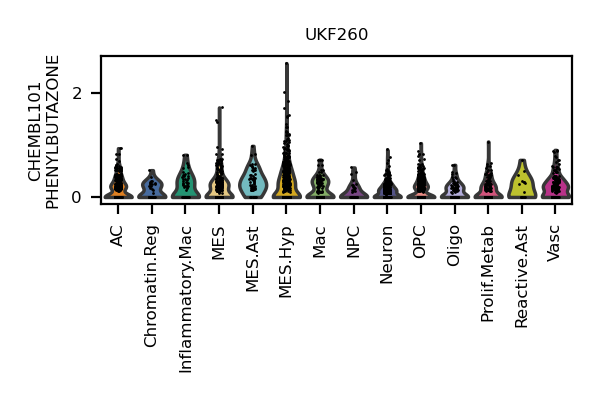 UKF260
CHEMBL101
PHENYLBUTAZONE
2
0
AC
Chromatin.Reg
Inflammatory.Mac
MES
MES.Ast
MES.Hyp
Mac
NPC
Neuron
OPC
Oligo
Prolif.Metab
Reactive.Ast
Vasc